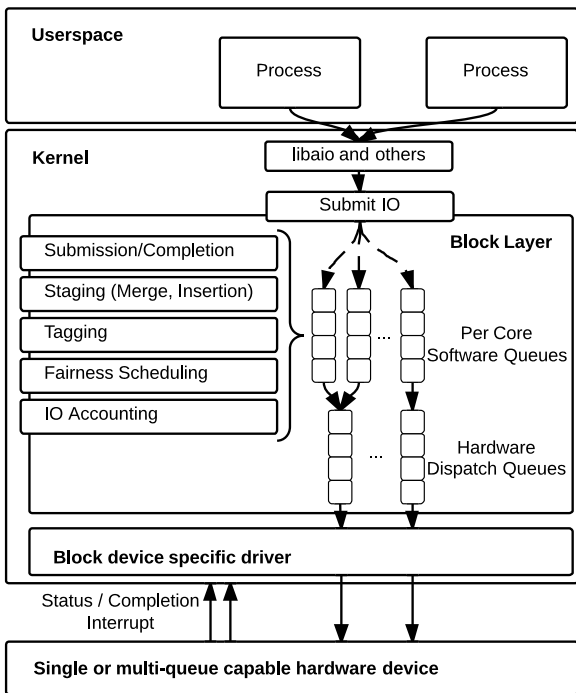 Userspace
Process
Process
Kernel
libaio and others
Submit IO
Block Layer
Submission/Completion
Staging (Merge, Insertion)
Tagging
Fairness Scheduling
IO Accounting
...
Per Core
Software Queues
...
Hardware
Dispatch Queues
Block device specific driver
Status / Completion
Interrupt
Single or multi-queue capable hardware device